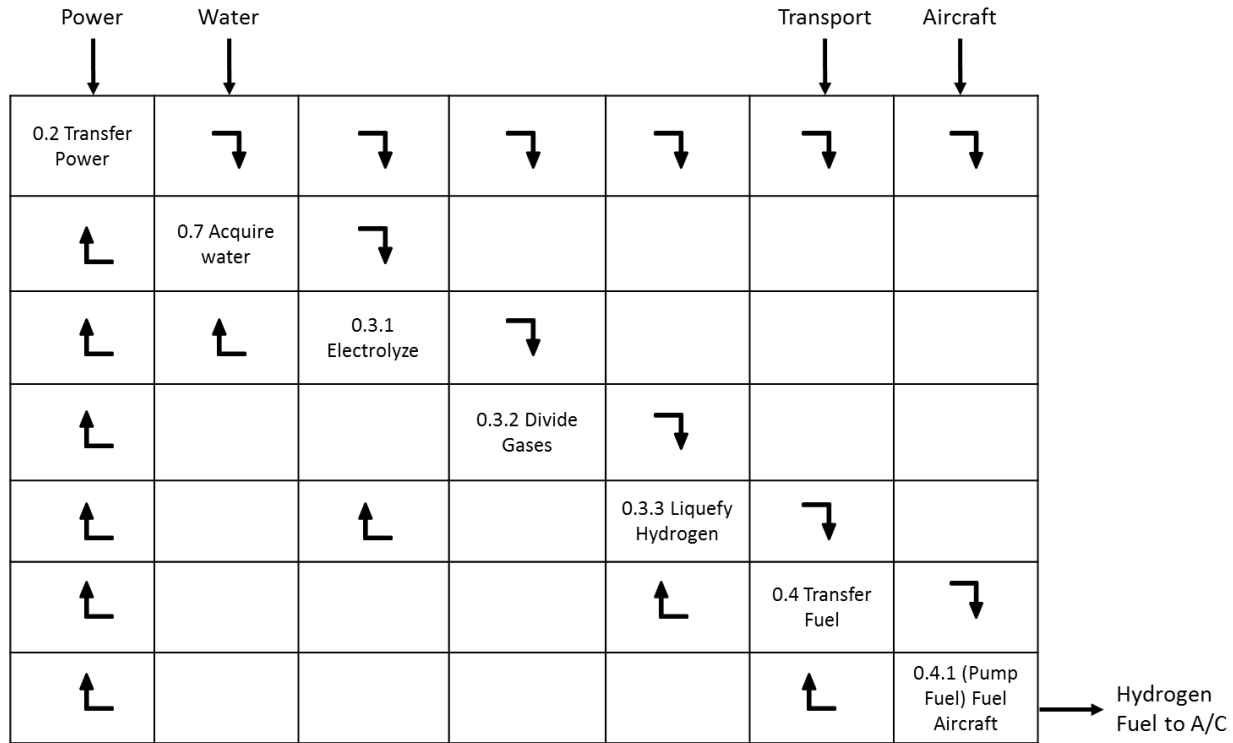 Power
Water
Transport
Aircraft
0.2 Transfer
Power
0.7 Acquire
water
0.3.1
Electrolyze
0.3.2 Divide
Gases
0.3.3 Liquefy
Hydrogen
0.4 Transfer
Fuel
0.4.1 (Pump
Fuel) Fuel
Aircraft
Hydrogen
Fuel to A/C